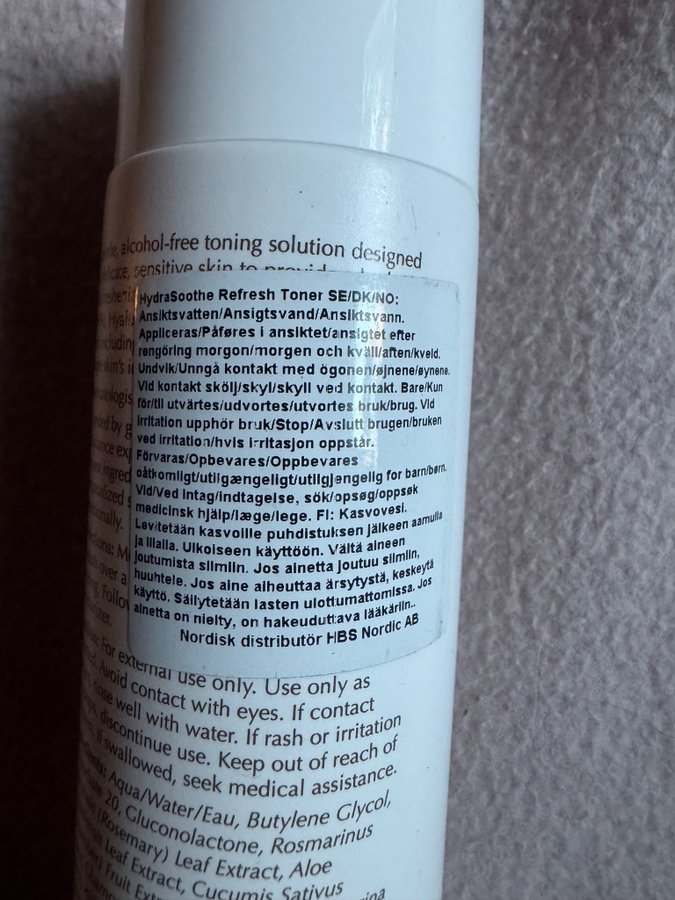 alcohol-free toning solution designed
sensitive skin to
HydraSoothe Refresh Toner SE/DK/NO:
Ansiktsvatten/Ansigtsvand/Ansiktsvann.
Appliceras/Påføres i ansiktet/ansigtet efter
rengöring morgon/morgen och kväll/aften/kveld.
Undvik/Unngå kontakt med ögonen/øjnene/øynene.
Vid kontakt skölj/skyl/skyll ved kontakt. Bare/Kun
för/til utvärtes/udvortes/utvortes bruk/brug. Vid
irritation upphör bruk/Stop/Avslutt brugen/bruken
ved irritation/hvis irritasjon oppstår.
Förvaras/Opbevares/Oppbevares
oåtkomligt/utilgængeligt/utilgjengelig for barn/børn.
Vid/Ved intag/indtagelse, sök/opsøg/oppsøk
medicinsk hjälp/læge/lege. FI: Kasvovesi.
Levitetään kasvoille puhdistuksen jälkeen aamulla
ja illalla. Ulkoiseen käyttöön. Vältä aineen
joutumista silmiin. Jos ainetta joutuu silmiin,
huuhtele. Jos aine aiheuttaa ärsytystä, keskeytä
käyttö. Säilytetään lasten ulottumattomissa. Jos
ainetta on nielty, on hakeuduttava lääkäriin..
Nordisk distributör HBS Nordic AB
For external use only. Use only as
Avoid contact with eyes. If contact
rinse well with water. If rash or irritation
discontinue use. Keep out of reach of
If swallowed, seek medical assistance.
Aqua/Water/Eau, Butylene Glycol,
20, Gluconolactone, Rosmarinus
(Rosemary) Leaf Extract, Aloe
Leaf Extract, Cucumis Sativus
Fruit